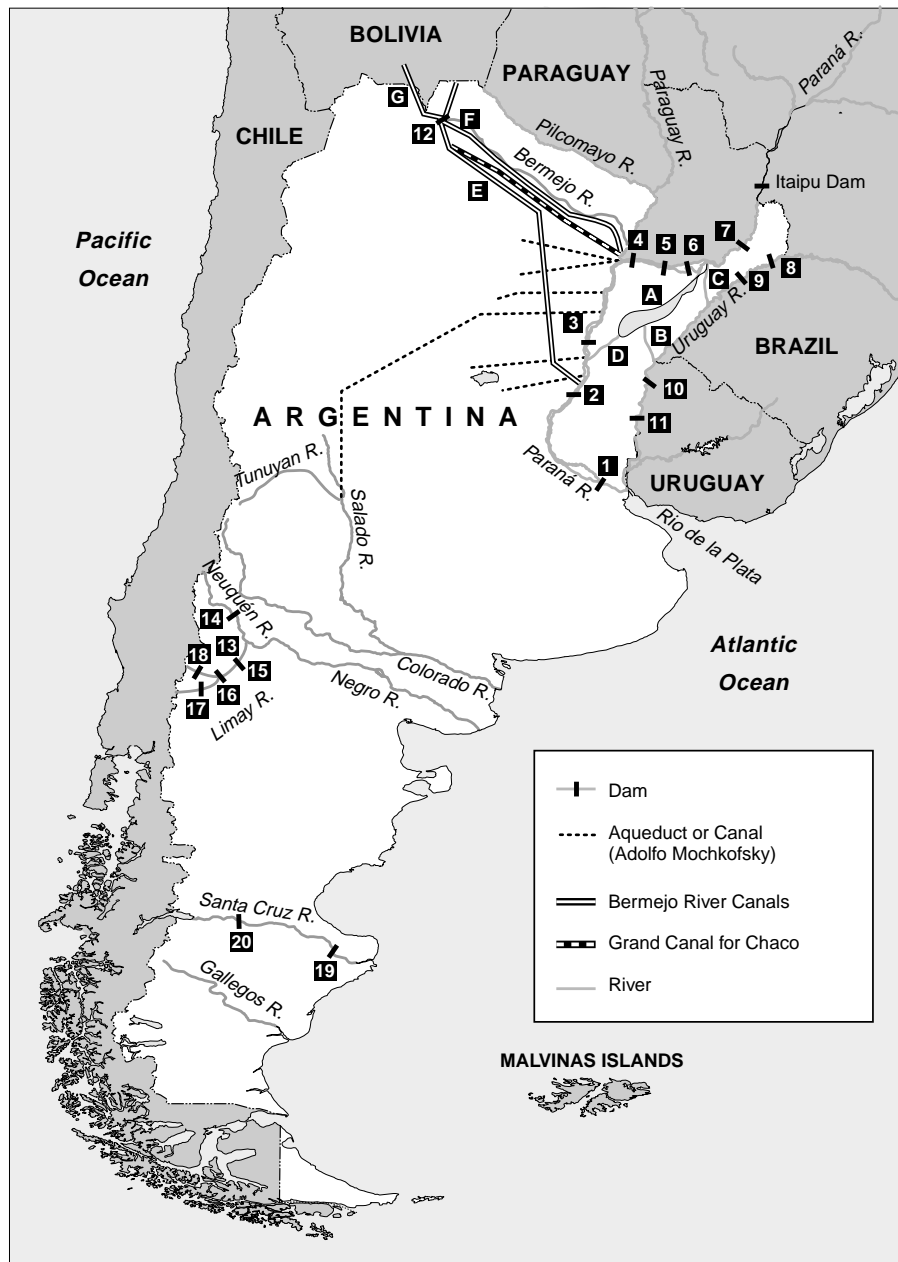 BOLIVIA
PARAGUAY
CHILE
Paraná R.
Paraguay R.
G
F
12
Pilcomayo R.
Bermejo R.
E
Itaipu Dam
Pacific
Ocean
4
5
6
7
8
9
C
A
Uruguay R.
B
3
D
BRAZIL
10
2
11
ARGENTINA
1
Paraná R.
URUGUAY
Tunuyan R.
Salado R.
Rio de la Plata
Neuquén R.
14
13
18
15
16
17
Limay R.
Colorado R.
Negro R.
Atlantic
Ocean
Dam
Aqueduct or Canal
(Adolfo Mochkofsky)
Bermejo River Canals
Grand Canal for Chaco
River
Santa Cruz R.
20
19
Gallegos R.
MALVINAS ISLANDS